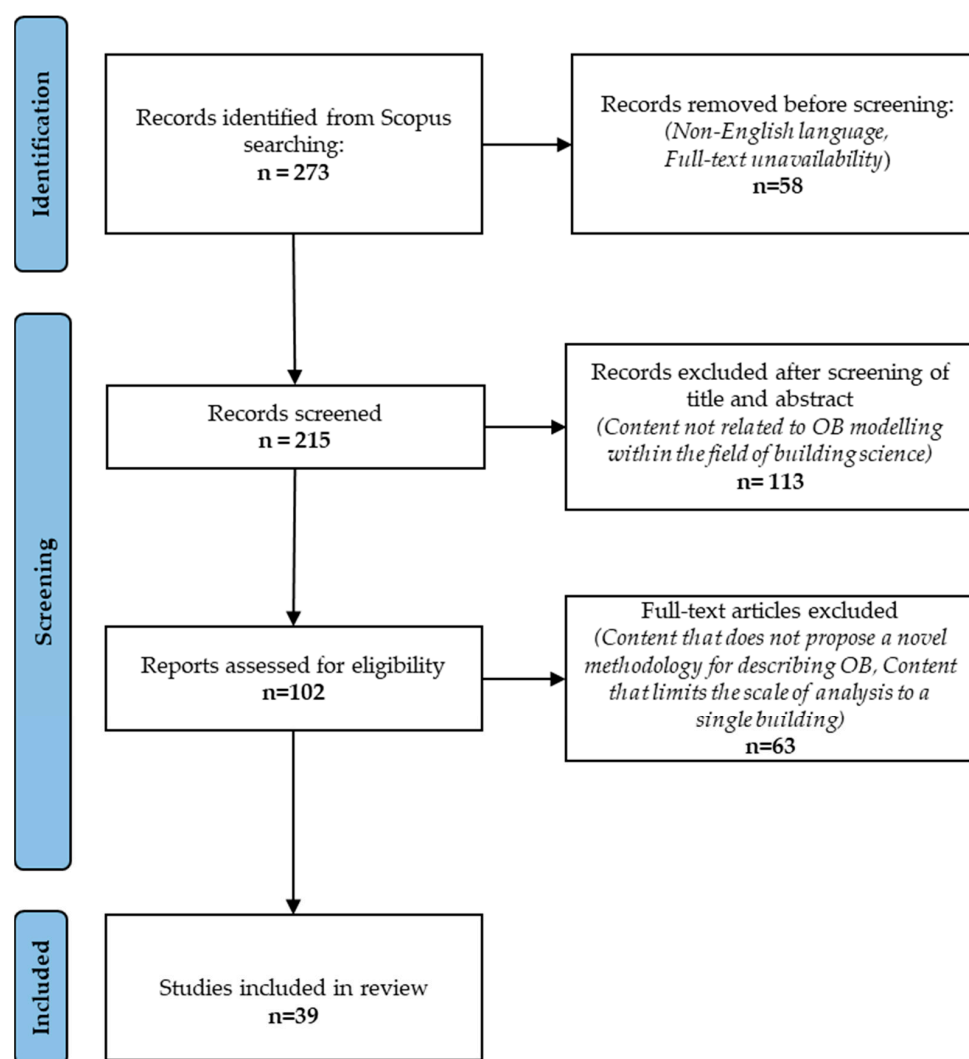 Identification
Records identified from Scopus
searching:
n = 273
Records removed before screening:
(Non-English language,
Full-text unavailability)
n=58
Screening
Records screened
n = 215
Records excluded after screening of
title and abstract
(Content not related to OB modelling
within the field of building science)
n= 113
Reports assessed for eligibility
n=102
Full-text articles excluded
(Content that does not propose a novel
methodology for describing OB, Content
that limits the scale of analysis to a
single building)
n=63
Included
Studies included in review
n=39